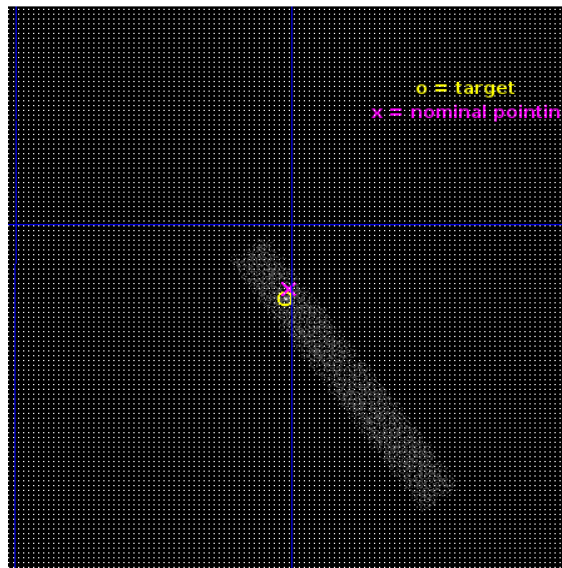 o = target
x = nominal pointin